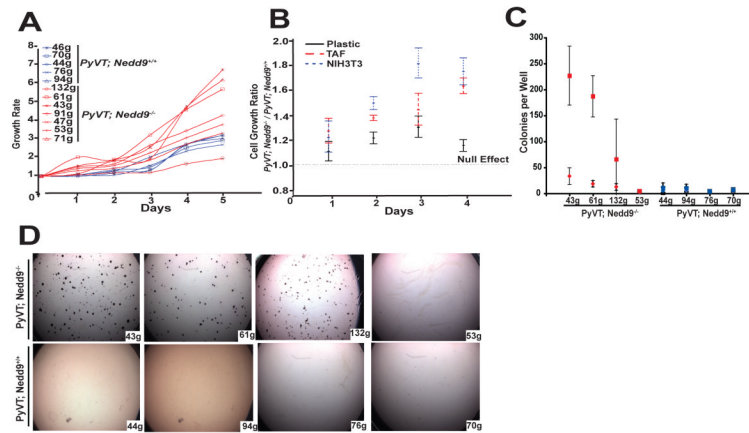 A
8
7
6
5
4
3
2
1
0
Growth Rate
46g
70g
44g
76g
94g
132g
61g
43g
91g
47g
53g
71g
PyVT; Nedd9+/+
PyVT; Nedd9-/-
1 2 3 4 5
Days
B
Cell Growth Ratio
PyVT; Nedd9-/- / PyVT; Nedd9+/+
2.0
1.8
1.6
1.4
1.2
1.0
0.8
Plastic
TAF
NIH3T3
Null Effect
1 2 3 4
Days
C
Colonies per Well
300
250
200
150
100
50
0
43g 61g 132g 53g 44g 94g 76g 70g
PyVT; Nedd9-/- PyVT; Nedd9+/+
D
PyVT; Nedd9-/-
43g 61g 132g 53g
PyVT; Nedd9+/+
44g 94g 76g 70g